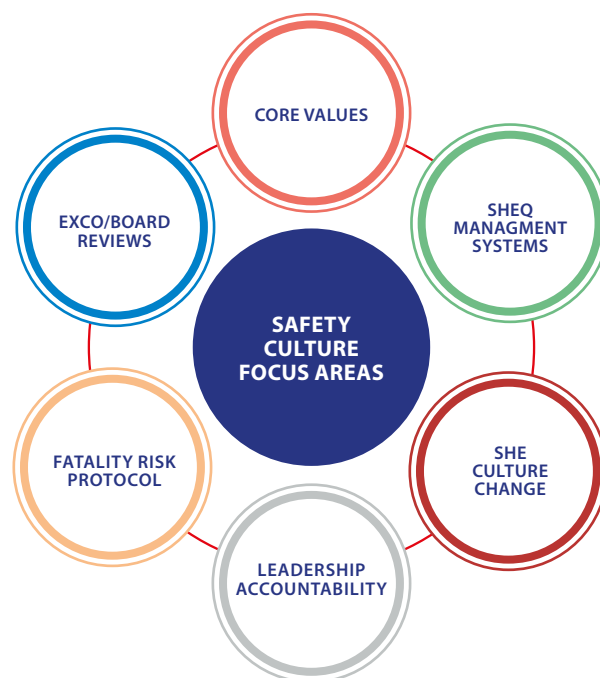 CORE VALUES
SHEQ
MANAGMENT
SYSTEMS
SHE
CULTURE
CHANGE
LEADERSHIP
ACCOUNTABILITY
FATALITY RISK
PROTOCOL
EXCO/BOARD
REVIEWS
SAFETY
CULTURE
FOCUS AREAS